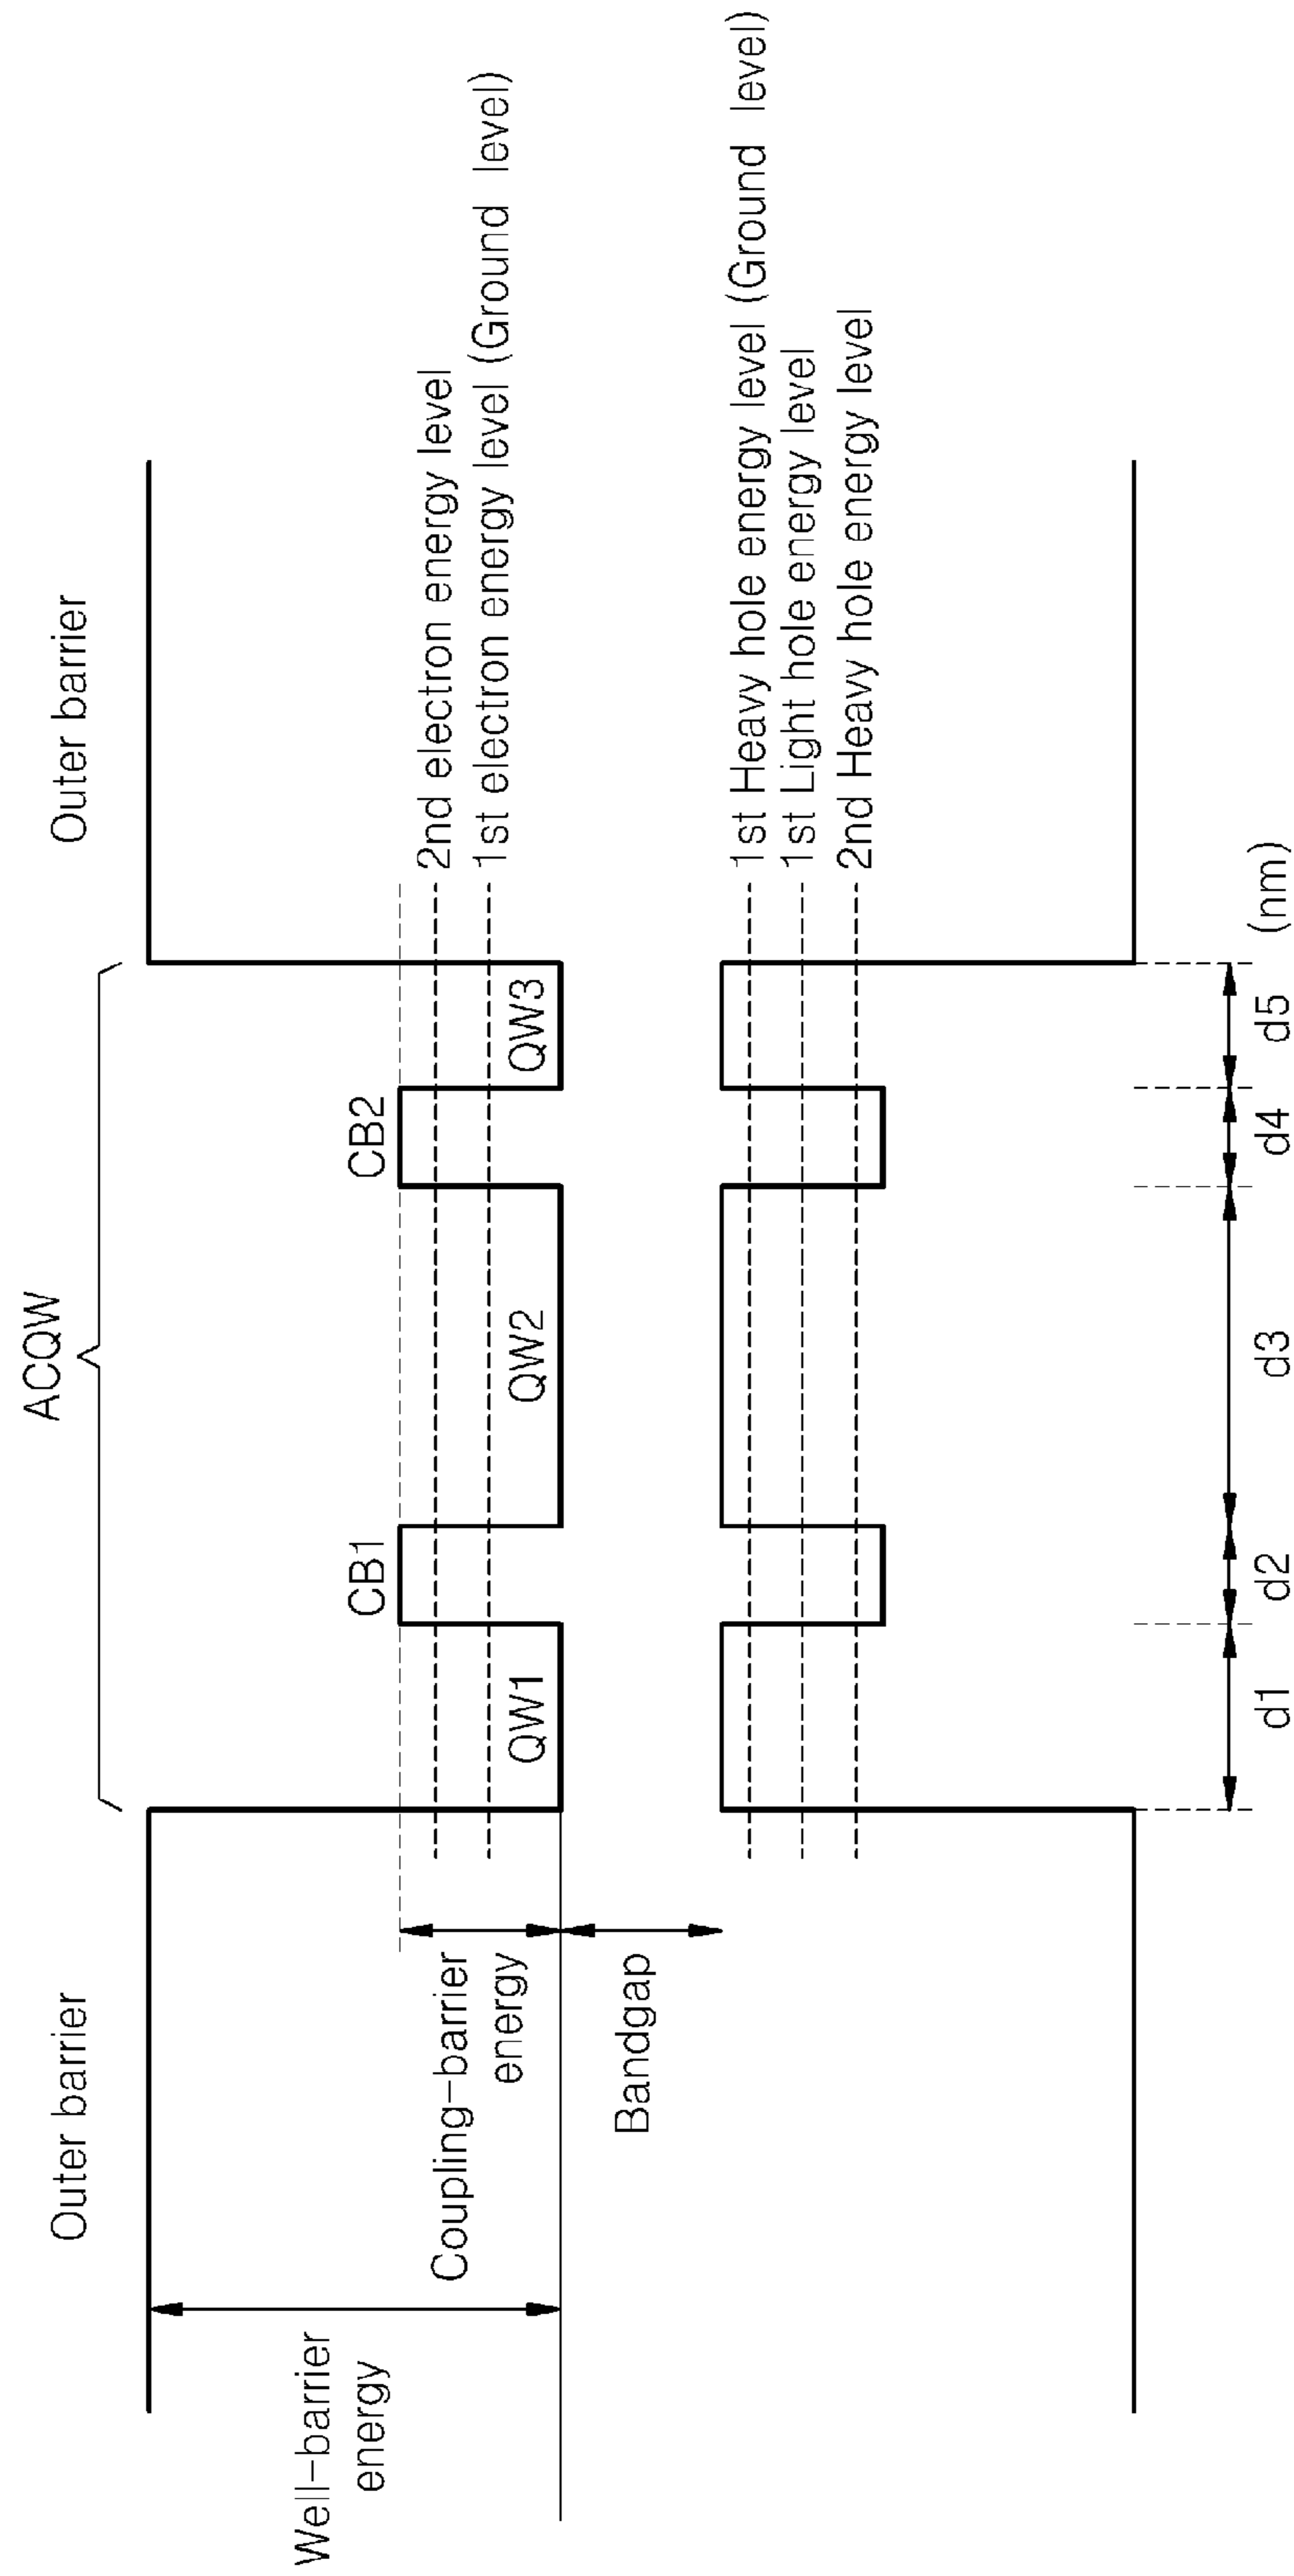 ACQW
Outer barrier
Outer barrier
CB1
CB2
Well-barrier
energy
Coupling-barrier
energy
2nd electron energy level
1st electron energy level (Ground level)
QW1
QW2
QW3
Bandgap
1st Heavy hole energy level (Ground level)
1st Light hole energy level
2nd Heavy hole energy level
d1
d2
d3
d4
d5
(nm)